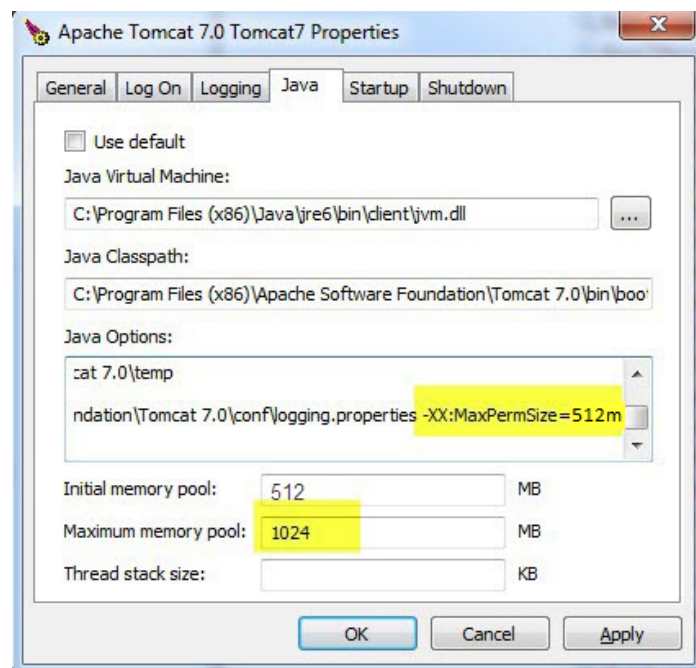 Apache Tomcat 7.0 Tomcat7 Properties
General Log On Logging Java Startup Shutdown
Use default
Java Virtual Machine:
C:\Program Files (x86)\Java\jre6\bin\client\jvm.dll
...
Java Classpath:
C:\Program Files (x86)\Apache Software Foundation\Tomcat 7.0\bin\boo
Java Options:
cat 7.0\temp
ndation\Tomcat 7.0\conf\logging.properties -XX:MaxPermSize=512m
Initial memory pool: 512 MB
Maximum memory pool: 1024 MB
Thread stack size: KB
OK Cancel Apply